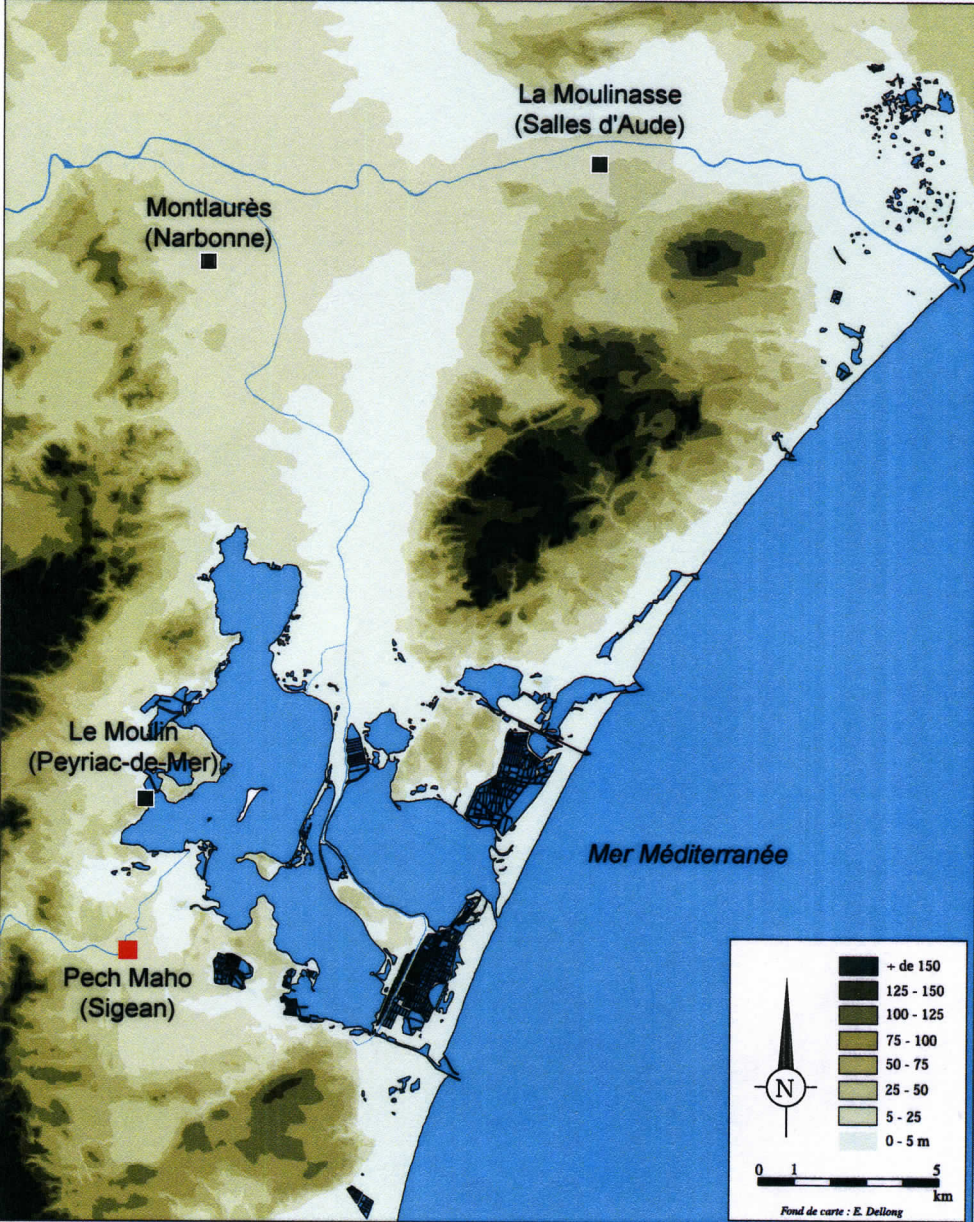 La Moulinasse
(Salles d'Aude)
Montlaurès
(Narbonne)
Le Moulin
(Peyriac-de-Mer)
Mer Méditerranée
Pech Maho
(Sigean)
+ de 150
125 - 150
100 - 125
75 - 100
50 - 75
25 - 50
5 - 25
0 - 5 m
N
0 1 5
km
Fond de carte : E. Dellong